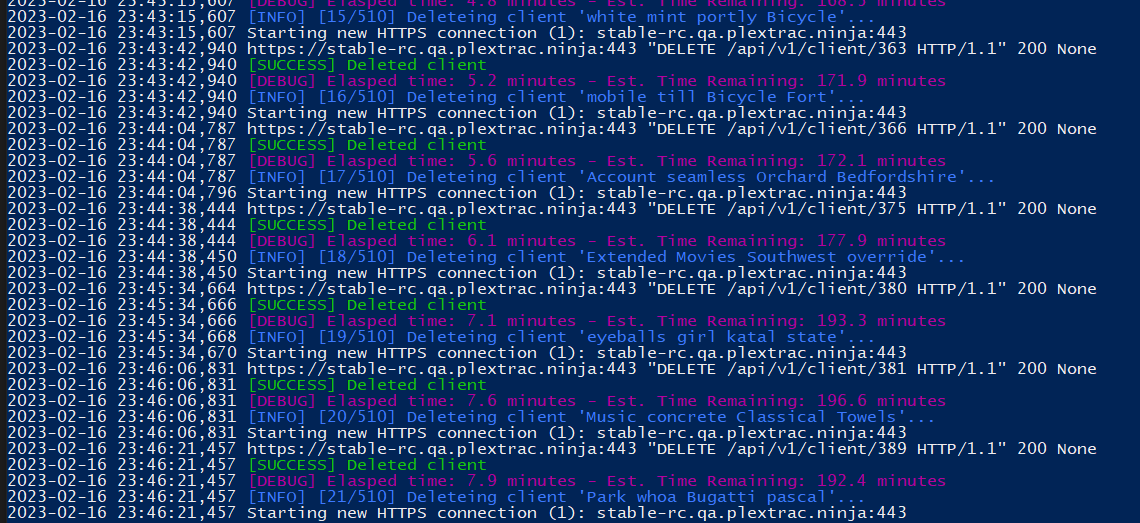 2023-02-16 23:43:15,607 [DEBUG] Elasped time: 4.8 minutes - Est. Time Remaining: 168.5 minutes
2023-02-16 23:43:15,607 [INFO] [15/510] Deleteing client 'white mint portly Bicycle'...
2023-02-16 23:43:15,607 Starting new HTTPS connection (1): stable-rc.qa.plextrac.ninja:443
2023-02-16 23:43:42,940 https://stable-rc.qa.plextrac.ninja:443 "DELETE /api/v1/client/363 HTTP/1.1" 200 None
2023-02-16 23:43:42,940 [SUCCESS] Deleted client
2023-02-16 23:43:42,940 [DEBUG] Elasped time: 5.2 minutes - Est. Time Remaining: 171.9 minutes
2023-02-16 23:43:42,940 [INFO] [16/510] Deleteing client 'mobile till Bicycle Fort'...
2023-02-16 23:43:42,940 Starting new HTTPS connection (1): stable-rc.qa.plextrac.ninja:443
2023-02-16 23:44:04,787 https://stable-rc.qa.plextrac.ninja:443 "DELETE /api/v1/client/366 HTTP/1.1" 200 None
2023-02-16 23:44:04,787 [SUCCESS] Deleted client
2023-02-16 23:44:04,787 [DEBUG] Elasped time: 5.6 minutes - Est. Time Remaining: 172.1 minutes
2023-02-16 23:44:04,787 [INFO] [17/510] Deleteing client 'Account seamless Orchard Bedfordshire'...
2023-02-16 23:44:04,796 Starting new HTTPS connection (1): stable-rc.qa.plextrac.ninja:443
2023-02-16 23:44:38,444 https://stable-rc.qa.plextrac.ninja:443 "DELETE /api/v1/client/375 HTTP/1.1" 200 None
2023-02-16 23:44:38,444 [SUCCESS] Deleted client
2023-02-16 23:44:38,444 [DEBUG] Elasped time: 6.1 minutes - Est. Time Remaining: 177.9 minutes
2023-02-16 23:44:38,450 [INFO] [18/510] Deleteing client 'Extended Movies Southwest override'...
2023-02-16 23:44:38,450 Starting new HTTPS connection (1): stable-rc.qa.plextrac.ninja:443
2023-02-16 23:45:34,664 https://stable-rc.qa.plextrac.ninja:443 "DELETE /api/v1/client/380 HTTP/1.1" 200 None
2023-02-16 23:45:34,666 [SUCCESS] Deleted client
2023-02-16 23:45:34,666 [DEBUG] Elasped time: 7.1 minutes - Est. Time Remaining: 193.3 minutes
2023-02-16 23:45:34,668 [INFO] [19/510] Deleteing client 'eyeballs girl katal state'...
2023-02-16 23:45:34,670 Starting new HTTPS connection (1): stable-rc.qa.plextrac.ninja:443
2023-02-16 23:46:06,831 https://stable-rc.qa.plextrac.ninja:443 "DELETE /api/v1/client/381 HTTP/1.1" 200 None
2023-02-16 23:46:06,831 [SUCCESS] Deleted client
2023-02-16 23:46:06,831 [DEBUG] Elasped time: 7.6 minutes - Est. Time Remaining: 196.6 minutes
2023-02-16 23:46:06,831 [INFO] [20/510] Deleteing client 'Music concrete Classical Towels'...
2023-02-16 23:46:06,831 Starting new HTTPS connection (1): stable-rc.qa.plextrac.ninja:443
2023-02-16 23:46:21,457 https://stable-rc.qa.plextrac.ninja:443 "DELETE /api/v1/client/389 HTTP/1.1" 200 None
2023-02-16 23:46:21,457 [SUCCESS] Deleted client
2023-02-16 23:46:21,457 [DEBUG] Elasped time: 7.9 minutes - Est. Time Remaining: 192.4 minutes
2023-02-16 23:46:21,457 [INFO] [21/510] Deleteing client 'Park whoa Bugatti pascal'...
2023-02-16 23:46:21,457 Starting new HTTPS connection (1): stable-rc.qa.plextrac.ninja:443